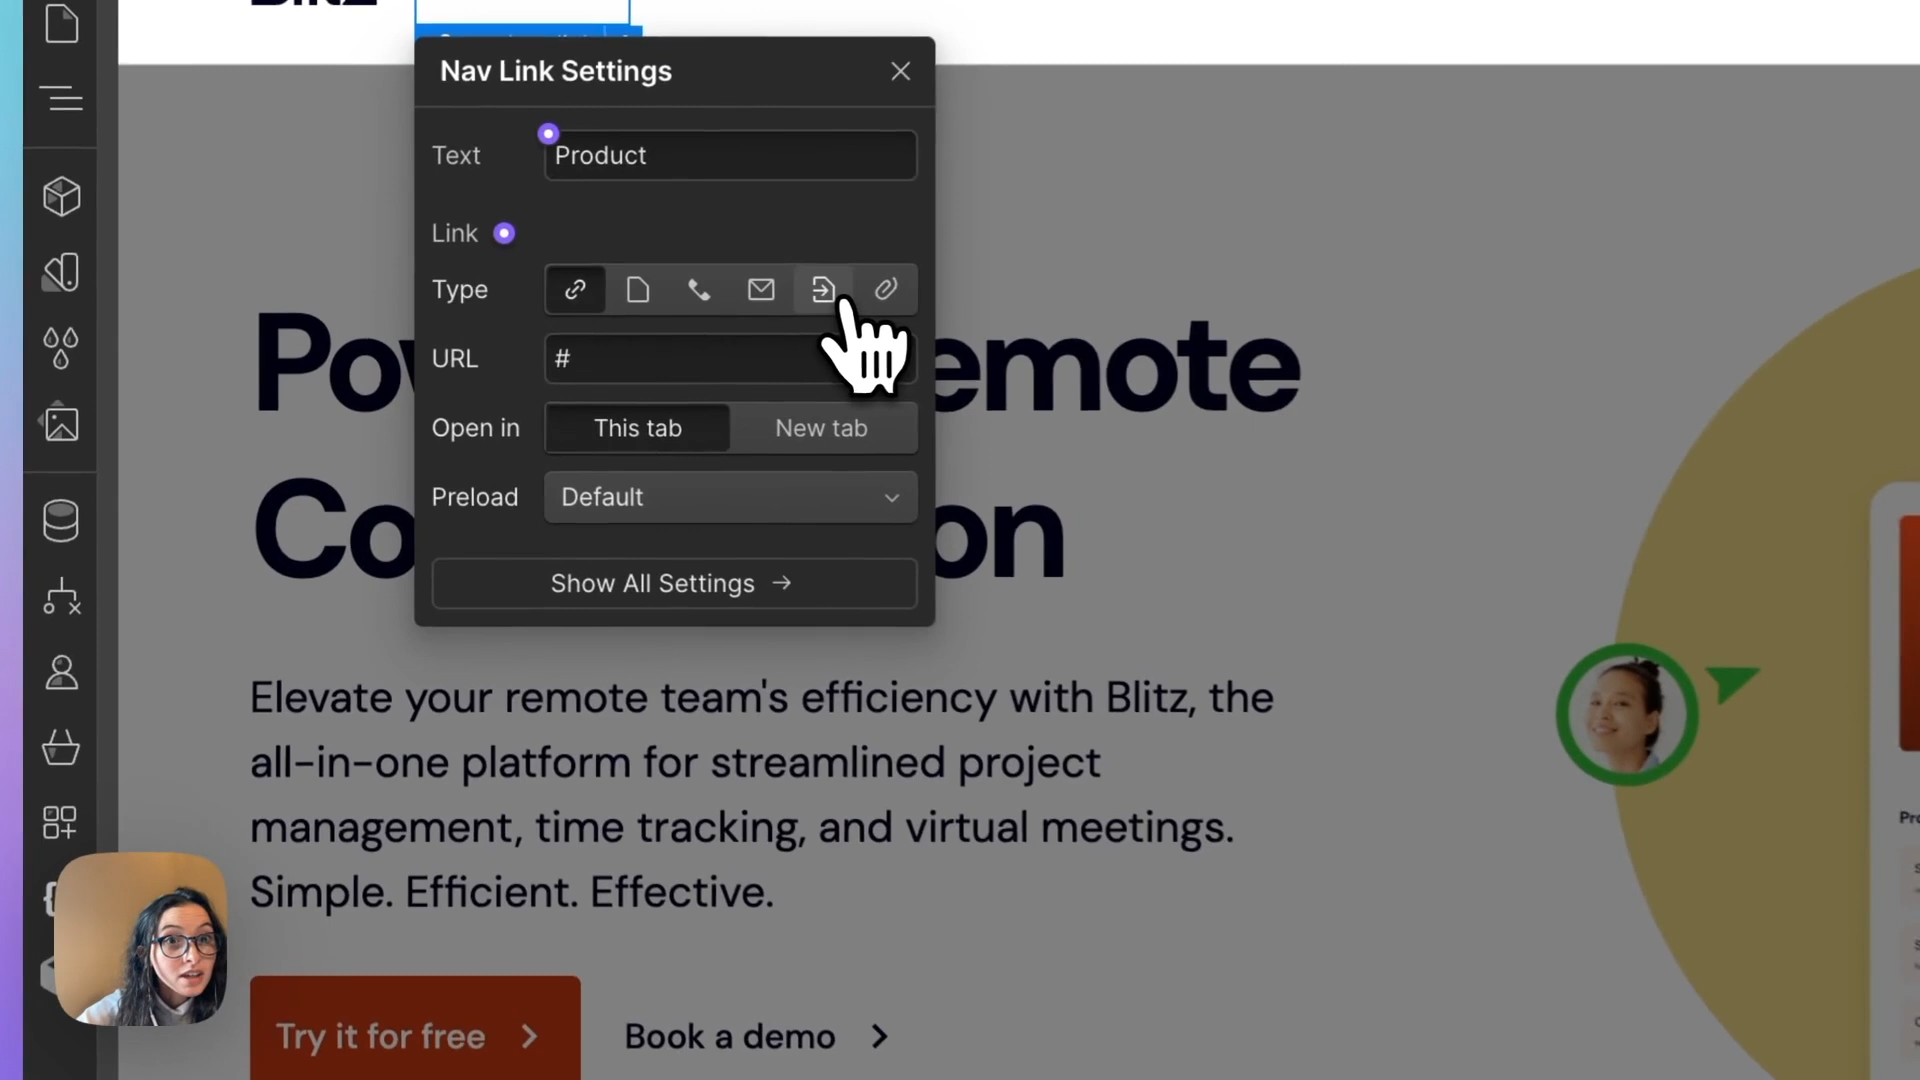 Blitz
Nav Link Settings
Text
Product
Link
Type
URL
#
Open in
This tab
New tab
Preload
Default
Show All Settings
emote
Co
on
Elevate your remote team's efficiency with Blitz, the
all-in-one platform for streamlined project
management, time tracking, and virtual meetings.
Simple. Efficient. Effective.
Try it for free
Book a demo